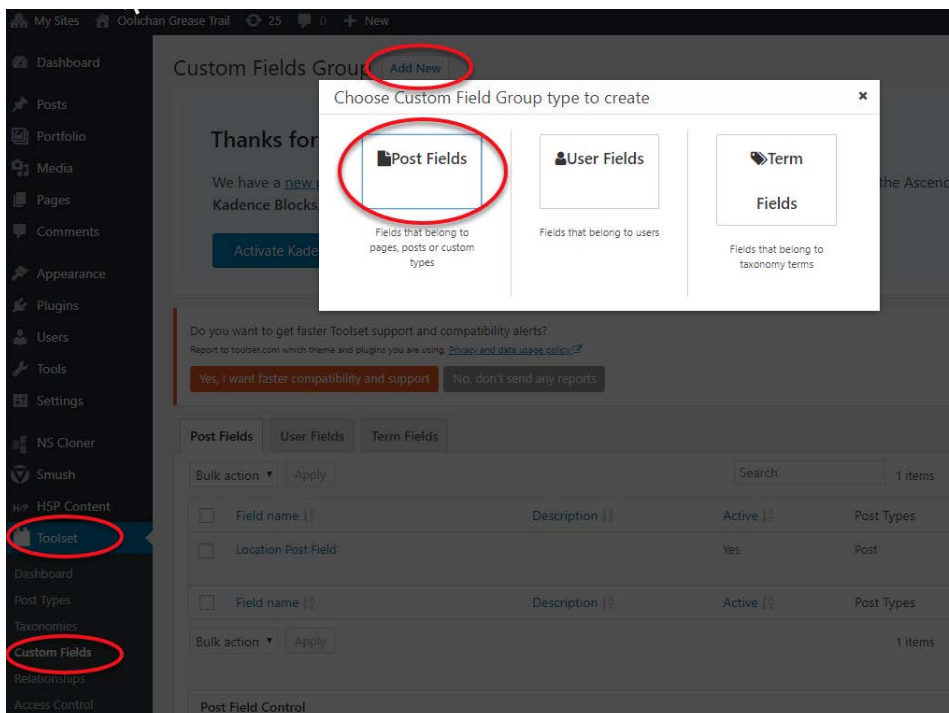 My Sites Oolichan Grease Trail 25 0 + New
Dashboard
Posts
Portfolio
Media
Pages
Comments
Appearance
Plugins
Users
Tools
Settings
NS Cloner
Smush
H-P H5P Content
Toolset
Dashboard
Post Types
Taxonomies
Custom Fields
Relationships
Access Control
Custom Fields Group Add New
Choose Custom Field Group type to create ×
Post Fields
Fields that belong to
pages, posts or custom
types
User Fields
Fields that belong to users
Term
Fields
Fields that belong to
taxonomy terms
Thanks for
We have a new the Ascend
Kadence Blocks,
Activate Kade
Do you want to get faster Toolset support and compatibility alerts?
Report to toolset.com which theme and plugins you are using. Privacy and data usage policy
Yes, I want faster compatibility and support No, don't send any reports
Post Fields User Fields Term Fields
Bulk action Apply Search 1 items
Field name Description Active Post Types
Location Post Field Yes Post
Field name Description Active Post Types
Bulk action Apply 1 items
Post Field Control